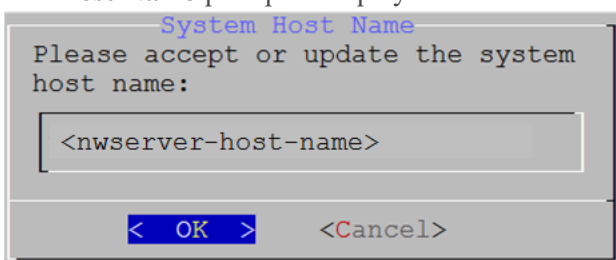 System Host Name
Please accept or update the system
host name:
<nwserver-host-name>
< OK > <Cancel>